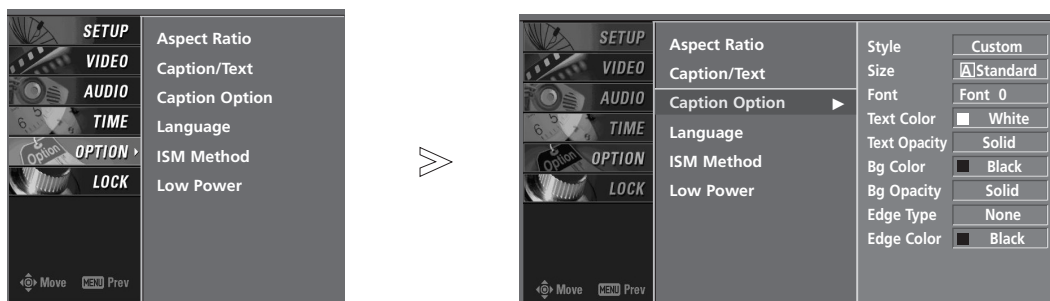 SETUP
VIDEO
AUDIO
TIME
OPTION
LOCK
Move MENU Prev
Aspect Ratio
Caption/Text
Caption Option
Language
ISM Method
Low Power
SETUP
VIDEO
AUDIO
TIME
OPTION
LOCK
Move MENU Prev
Aspect Ratio
Caption/Text
Caption Option
Language
ISM Method
Low Power
Style Custom
Size A Standard
Font Font 0
Text Color White
Text Opacity Solid
Bg Color Black
Bg Opacity Solid
Edge Type None
Edge Color Black